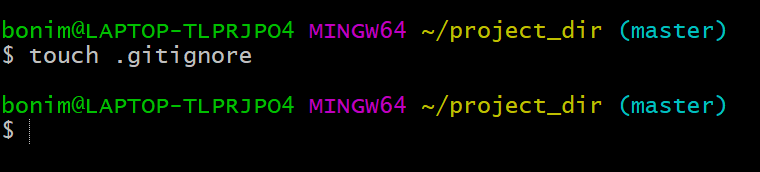 bonim@LAPTOP-TLPRJPO4 MINGW64 ~/project_dir (master)
$ touch .gitignore
bonim@LAPTOP-TLPRJPO4 MINGW64 ~/project_dir (master)
$